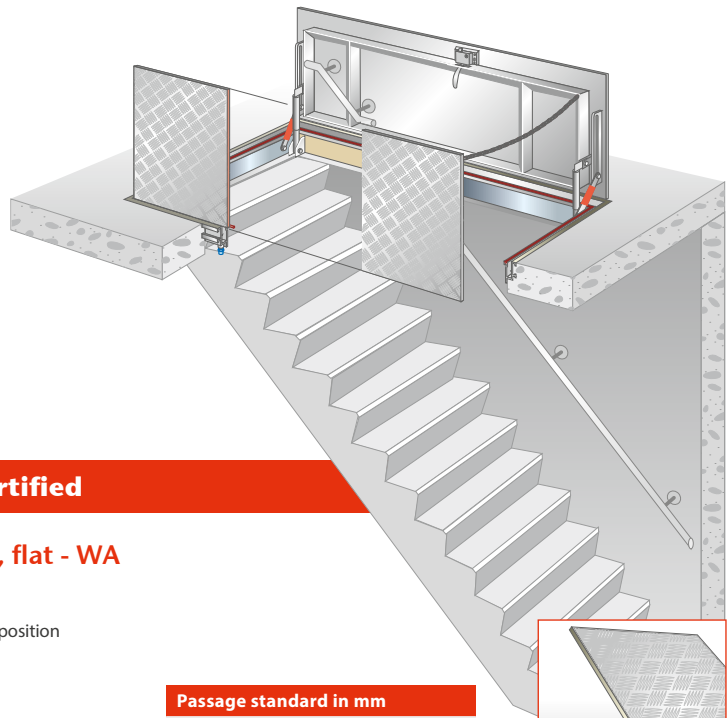 rtified
, flat - WA
position
Passage standard in mm